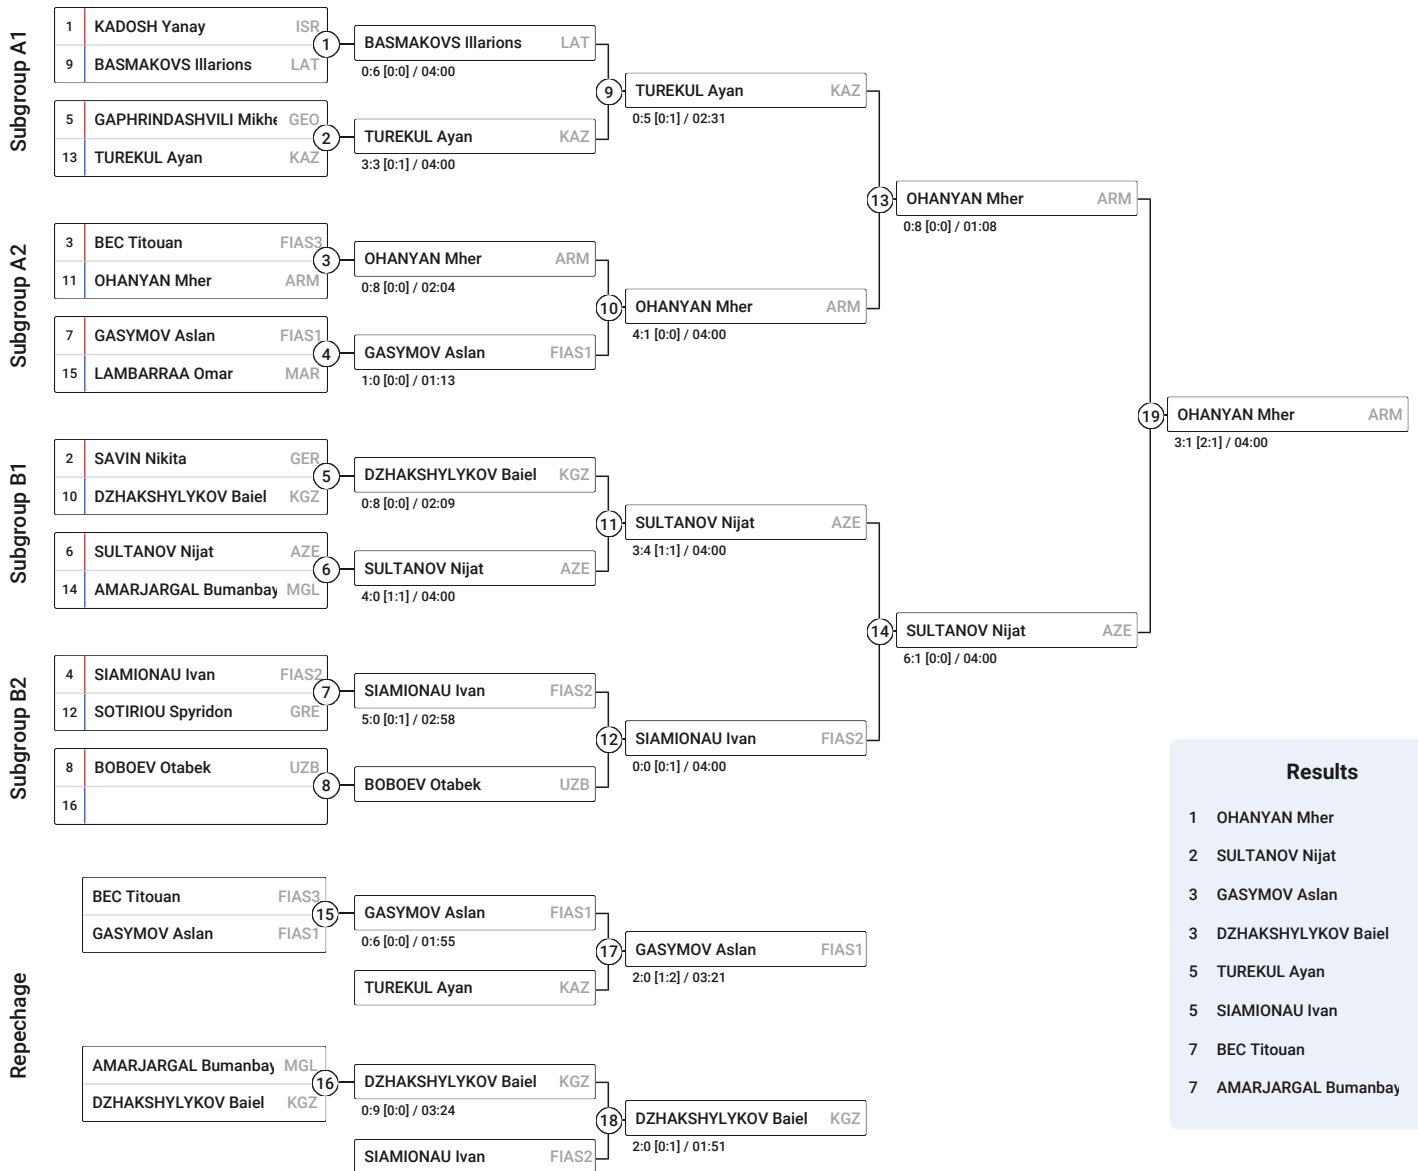 Subgroup A1
1 KADOSH Yanay ISR
9 BASMAKOVS Illarions LAT
1
BASMAKOVS Illarions LAT
0:6 [0:0] / 04:00
5 GAPHRINDASHVILI Mikhe GEO
13 TUREKUL Ayan KAZ
2
TUREKUL Ayan KAZ
3:3 [0:1] / 04:00
9
TUREKUL Ayan KAZ
0:5 [0:1] / 02:31
Subgroup A2
3 BEC Titouan FIAS3
11 OHANYAN Mher ARM
3
OHANYAN Mher ARM
0:8 [0:0] / 02:04
7 GASYMOV Aslan FIAS1
15 LAMBARRAA Omar MAR
4
GASYMOV Aslan FIAS1
1:0 [0:0] / 01:13
10
OHANYAN Mher ARM
4:1 [0:0] / 04:00
13
OHANYAN Mher ARM
0:8 [0:0] / 01:08
Subgroup B1
2 SAVIN Nikita GER
10 DZHAKSHYLYKOV Baiel KGZ
5
DZHAKSHYLYKOV Baiel KGZ
0:8 [0:0] / 02:09
6 SULTANOV Nijat AZE
14 AMARJARGAL Bumanbay MGL
6
SULTANOV Nijat AZE
4:0 [1:1] / 04:00
11
SULTANOV Nijat AZE
3:4 [1:1] / 04:00
Subgroup B2
4 SIAMIONAU Ivan FIAS2
12 SOTIRIOU Spyridon GRE
7
SIAMIONAU Ivan FIAS2
5:0 [0:1] / 02:58
8 BOBOEV Otabek UZB
16
8
BOBOEV Otabek UZB
12
SIAMIONAU Ivan FIAS2
0:0 [0:1] / 04:00
14
SULTANOV Nijat AZE
6:1 [0:0] / 04:00
19
OHANYAN Mher ARM
3:1 [2:1] / 04:00
Repechage
BEC Titouan FIAS3
GASYMOV Aslan FIAS1
15
GASYMOV Aslan FIAS1
0:6 [0:0] / 01:55
TUREKUL Ayan KAZ
17
GASYMOV Aslan FIAS1
2:0 [1:2] / 03:21
AMARJARGAL Bumanbay MGL
DZHAKSHYLYKOV Baiel KGZ
16
DZHAKSHYLYKOV Baiel KGZ
0:9 [0:0] / 03:24
SIAMIONAU Ivan FIAS2
18
DZHAKSHYLYKOV Baiel KGZ
2:0 [0:1] / 01:51
Results
1 OHANYAN Mher
2 SULTANOV Nijat
3 GASYMOV Aslan
3 DZHAKSHYLYKOV Baiel
5 TUREKUL Ayan
5 SIAMIONAU Ivan
7 BEC Titouan
7 AMARJARGAL Bumanbay